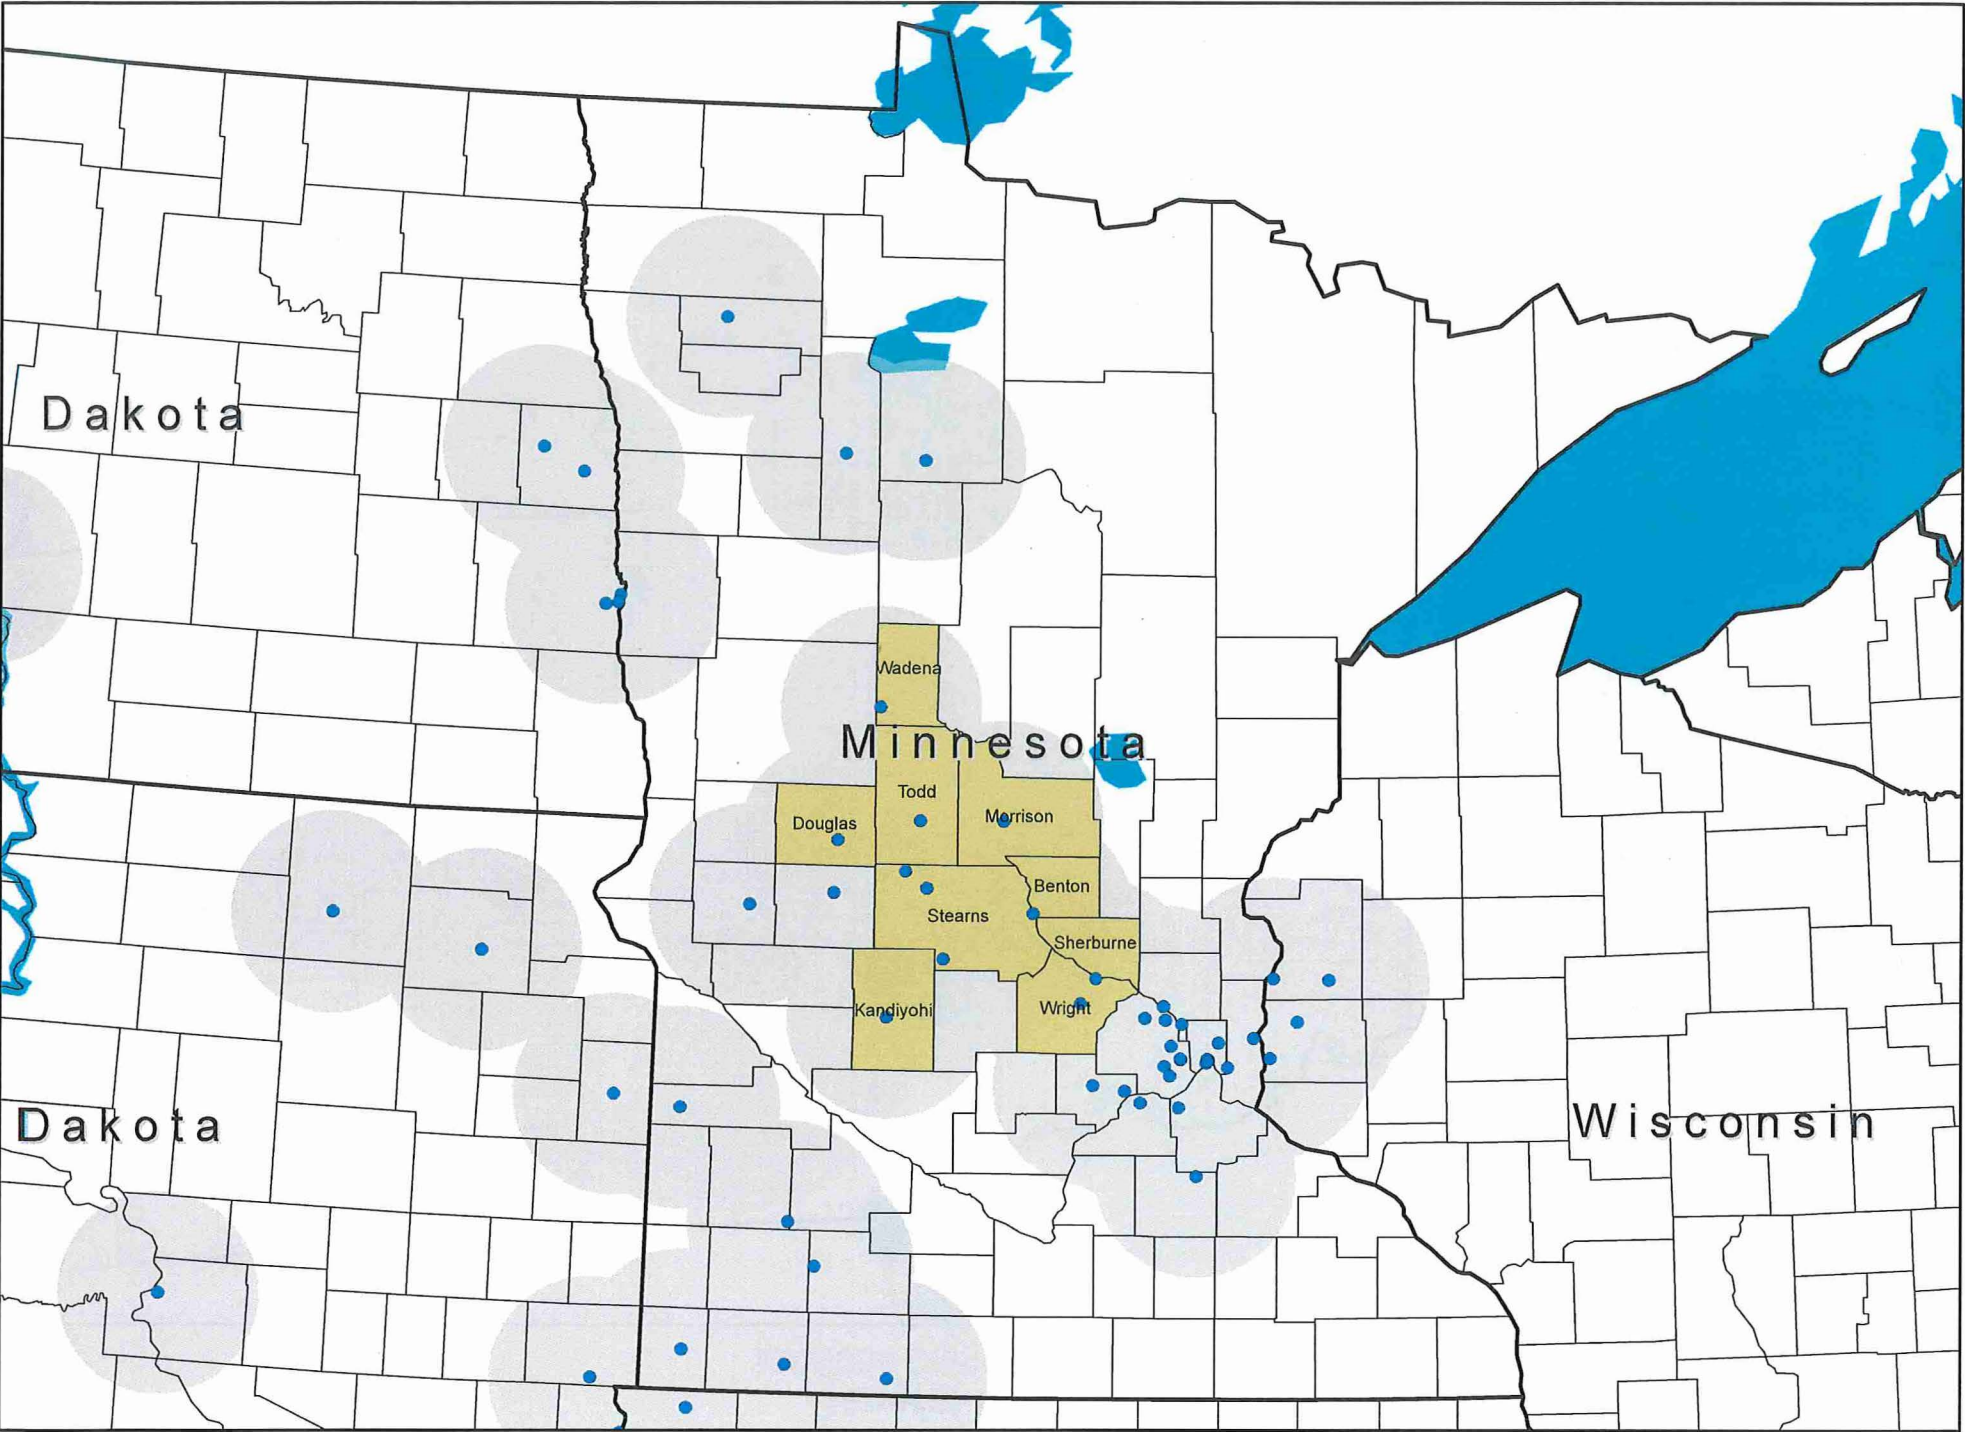 Dakota
Wadena
Minnesota
Todd
Douglas
Morrison
Benton
Stearns
Sherburne
Kandiyohi
Wright
Dakota
Wisconsin